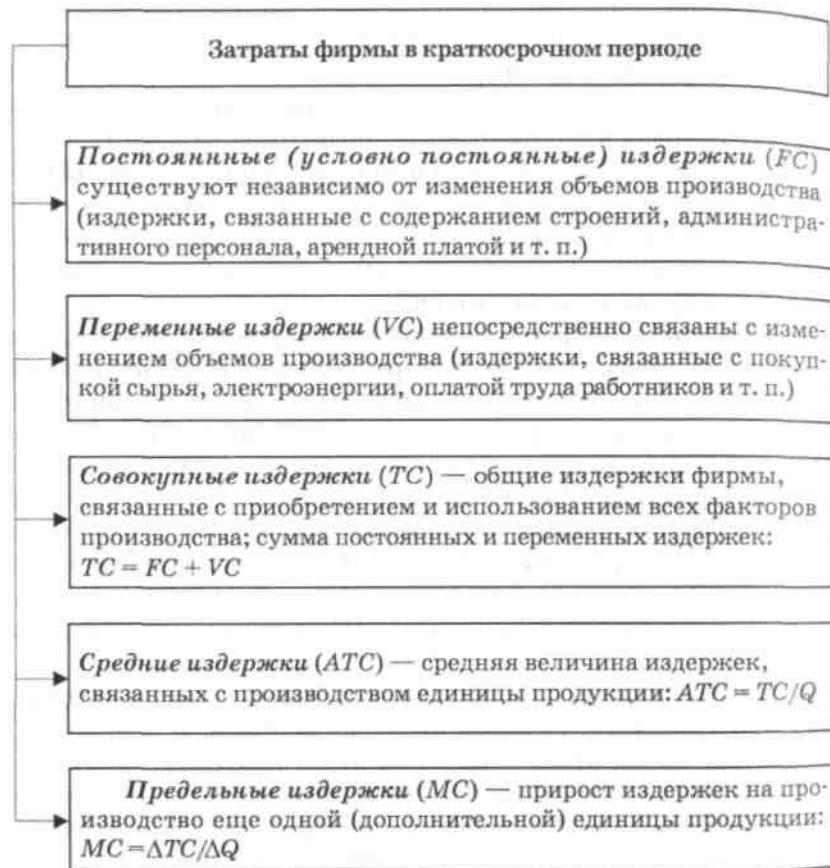 Затраты фирмы в краткосрочном периоде
Постояннные (условно постоянные) издержки (FC)
существуют независимо от изменения объемов производства
(издержки, связанные с содержанием строений, администра-
тивного персонала, арендной платой и т. п.)
Переменные издержки (VC) непосредственно связаны с изме-
нением объемов производства (издержки, связанные с покуп-
кой сырья, электроэнергии, оплатой труда работников и т. п.)
Совокупные издержки (TC) — общие издержки фирмы,
связанные с приобретением и использованием всех факторов
производства; сумма постоянных и переменных издержек:
TC = FC + VC
Средние издержки (ATC) — средняя величина издержек,
связанных с производством единицы продукции: ATC = TC/Q
Предельные издержки (MC) — прирост издержек на про-
изводство еще одной (дополнительной) единицы продукции:
MC = ΔTC/ΔQ